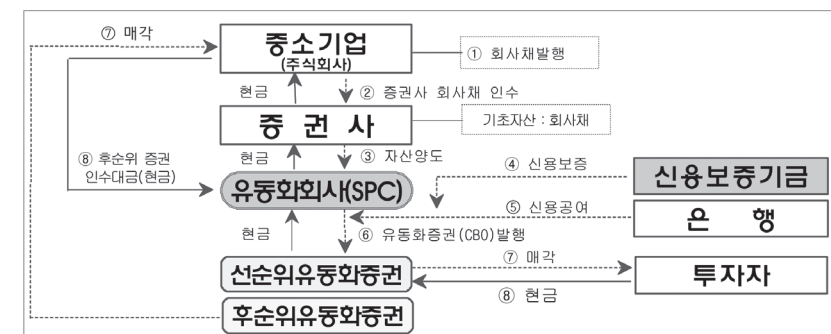 ⑦ 매각
중소기업
(주식회사)
① 회사채발행
현금
② 증권사 회사채 인수
증 권 사
기초자산 : 회사채
⑧ 후순위 증권
인수대금(현금)
현금
③ 자산양도
④ 신용보증
신용보증기금
유동화회사(SPC)
⑤ 신용공여
은 행
현금
⑥ 유동화증권(CBO)발행
⑦ 매각
선순위유동화증권
투자자
⑧ 현금
후순위유동화증권